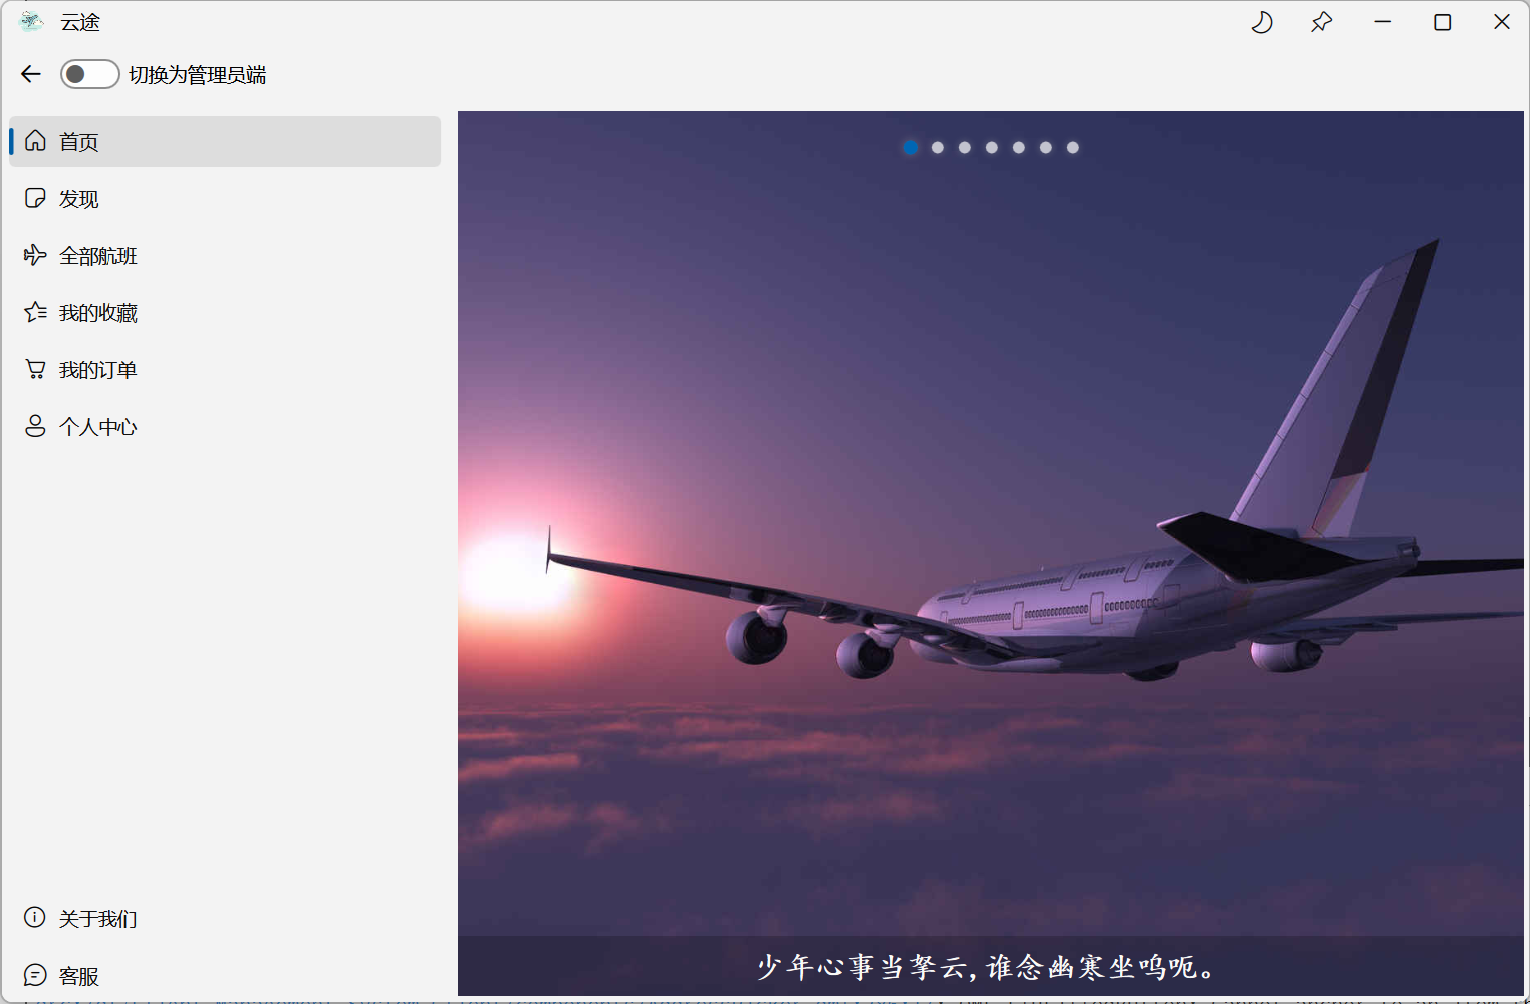 云途
切换为管理员端
首页
发现
全部航班
我的收藏
我的订单
个人中心
关于我们
客服
少年心事当拏云,谁念幽寒坐呜呃。